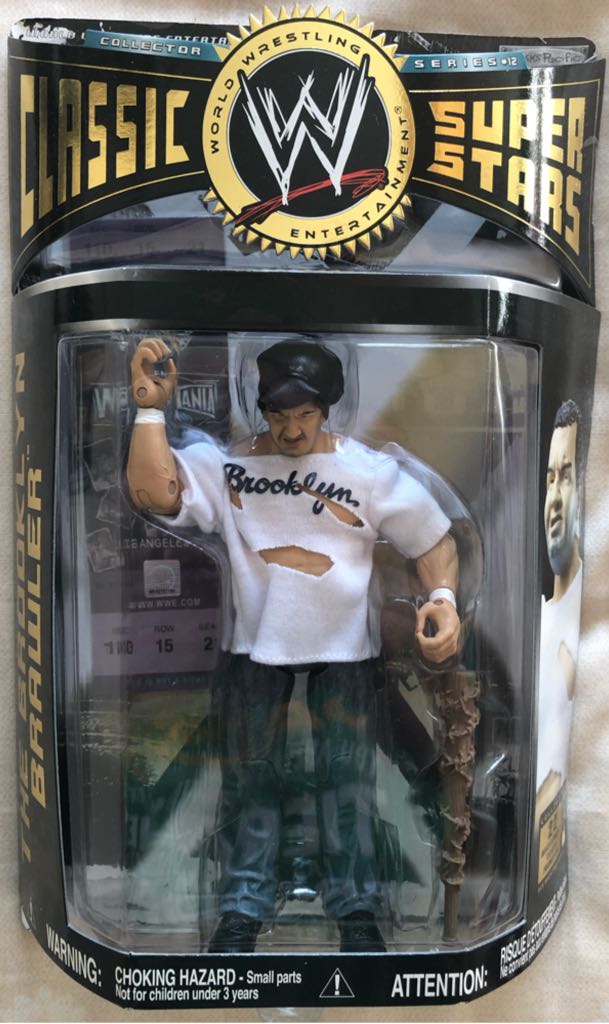 COLLECTOR
SERIES 12
CLASSIC
SUPER
STARS
WORLD WRESTLING
ENTERTAINMENT®
W
THE BROOKLYN
BRAWLER™
Brooklyn
WWW.WWE.COM
ROW
15
WARNING:
CHOKING HAZARD - Small parts
Not for children under 3 years
ATTENTION: